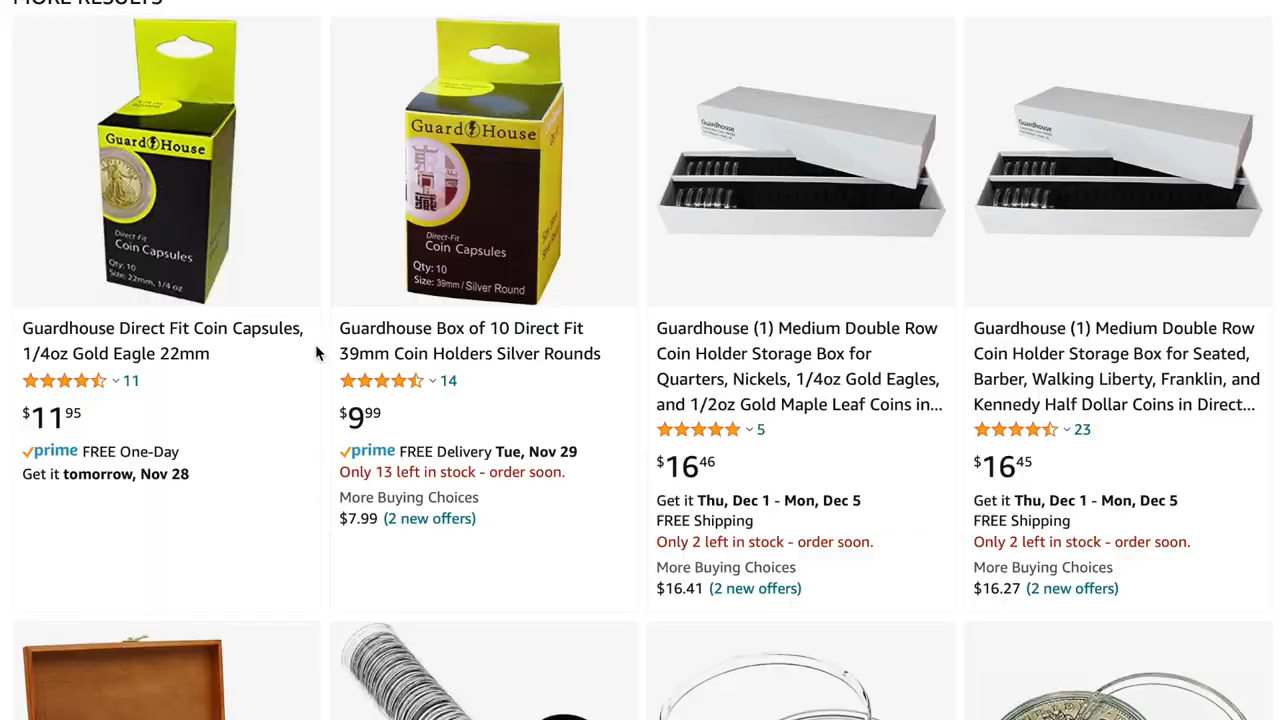 MORE RESULTS
Guard House
Direct-Fit
Coin Capsules
Qty: 10
Size: 22mm, 1/4 oz
Guard House
Direct-Fit
Coin Capsules
Qty: 10
Size: 39mm / Silver Round
Guardhouse
Guardhouse
Guardhouse Direct Fit Coin Capsules,
1/4oz Gold Eagle 22mm
11
$11 95
prime FREE One-Day
Get it tomorrow, Nov 28
Guardhouse Box of 10 Direct Fit
39mm Coin Holders Silver Rounds
14
$9 99
prime FREE Delivery Tue, Nov 29
Only 13 left in stock - order soon.
More Buying Choices
$7.99 (2 new offers)
Guardhouse (1) Medium Double Row
Coin Holder Storage Box for
Quarters, Nickels, 1/4oz Gold Eagles,
and 1/2oz Gold Maple Leaf Coins in...
5
$16 46
Get it Thu, Dec 1 - Mon, Dec 5
FREE Shipping
Only 2 left in stock - order soon.
More Buying Choices
$16.41 (2 new offers)
Guardhouse (1) Medium Double Row
Coin Holder Storage Box for Seated,
Barber, Walking Liberty, Franklin, and
Kennedy Half Dollar Coins in Direct...
23
$16 45
Get it Thu, Dec 1 - Mon, Dec 5
FREE Shipping
Only 2 left in stock - order soon.
More Buying Choices
$16.27 (2 new offers)